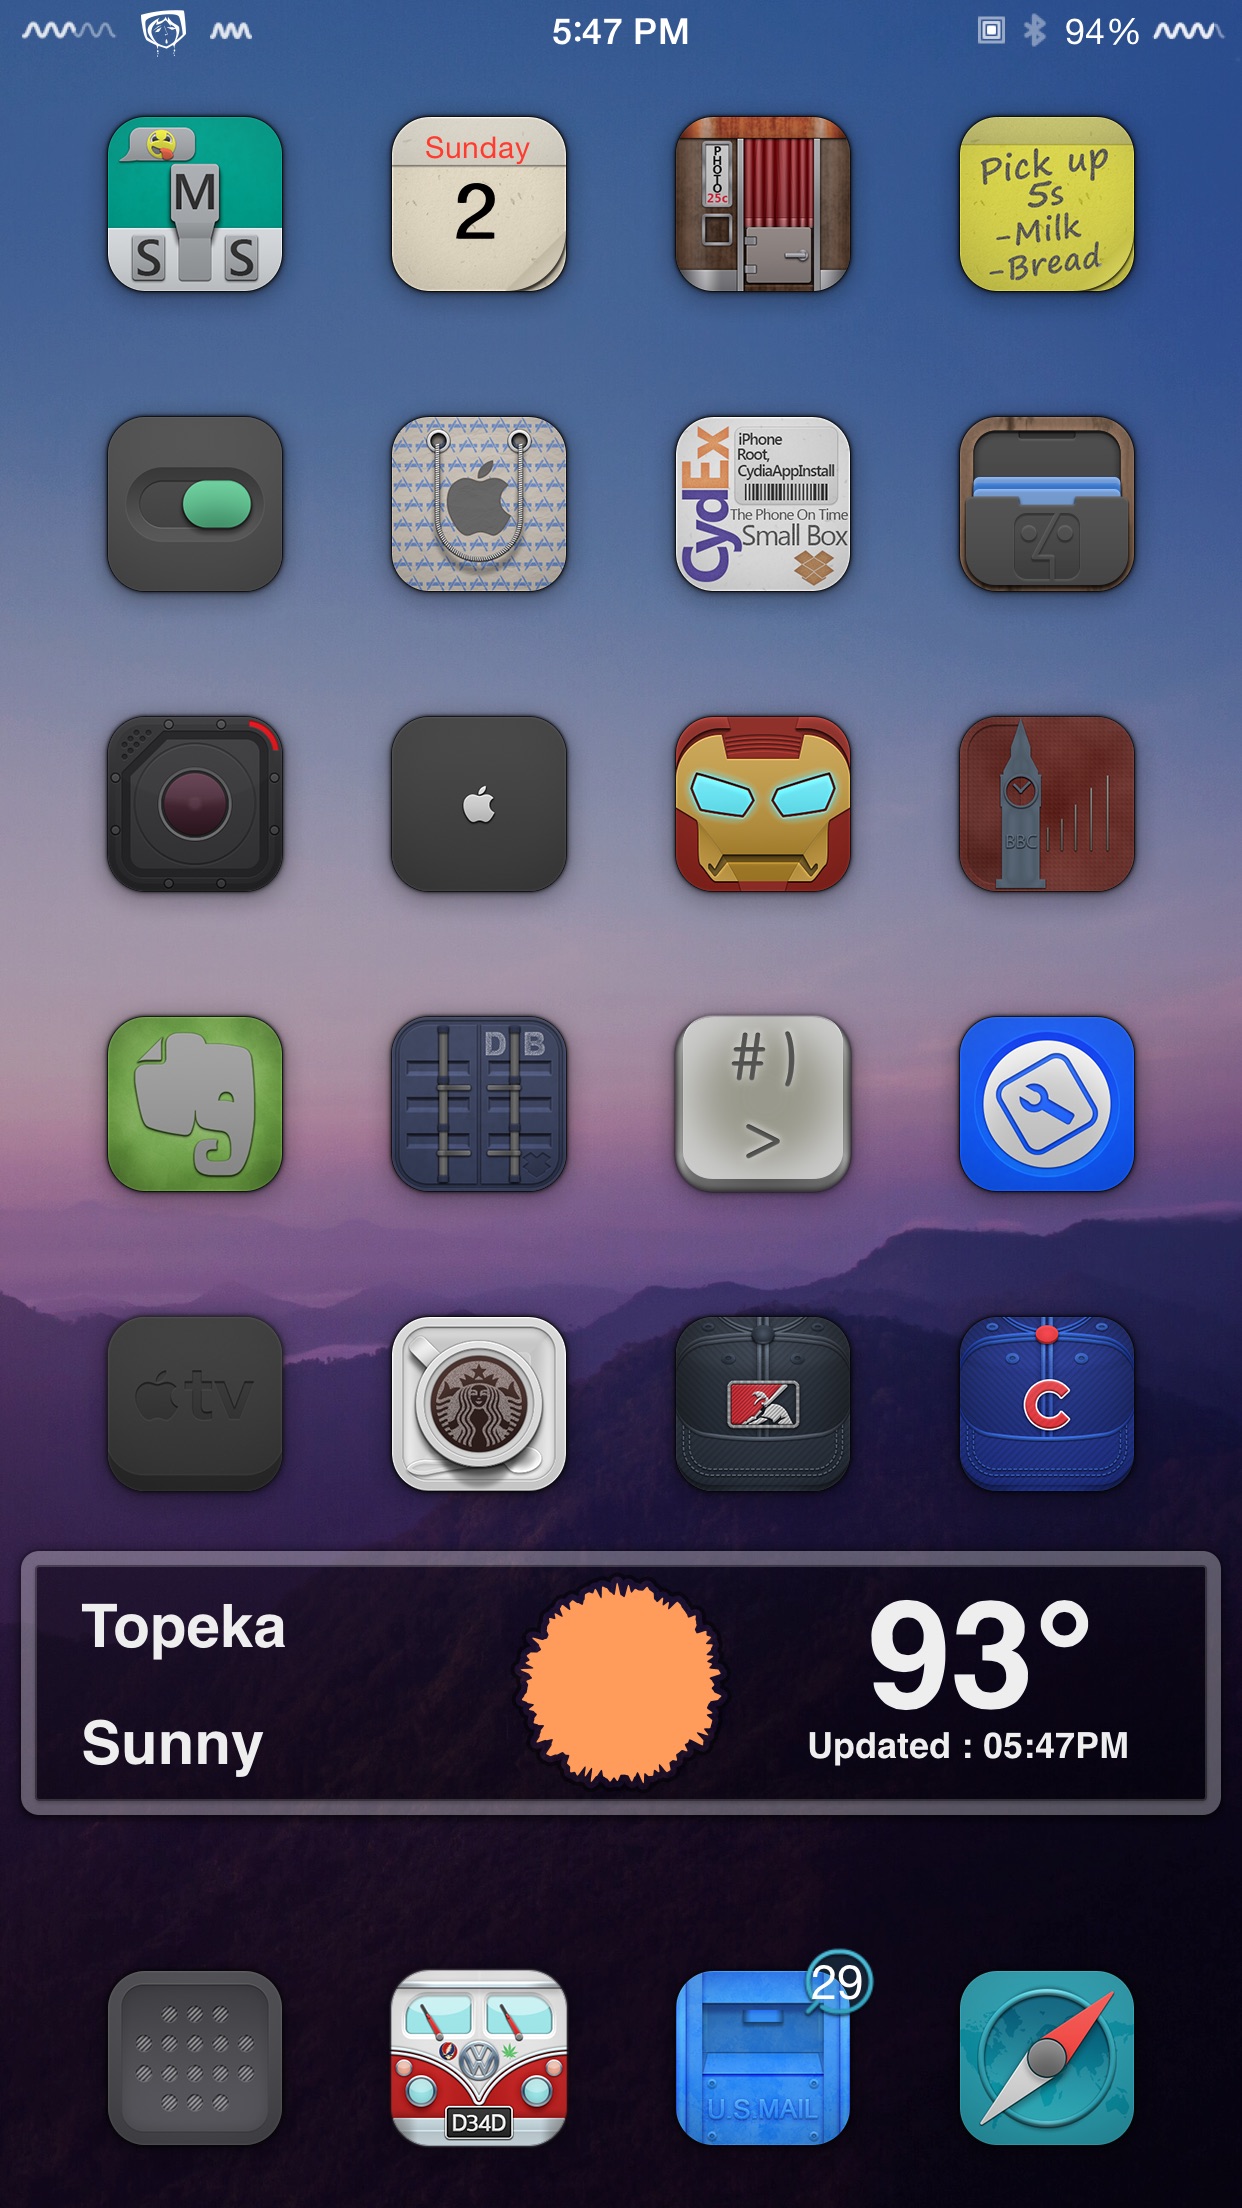 5:47 PM
94%
M
S S
Sunday
2
PHOTO
25c
Pick up
5s
-Milk
-Bread
CydEx
iPhone
Root,
CydiaAppInstall
The Phone On Time
Small Box
BBC
D B
# )
>
tv
C
Topeka
Sunny
93°
Updated : 05:47PM
VW
D34D
29
U.S.MAIL